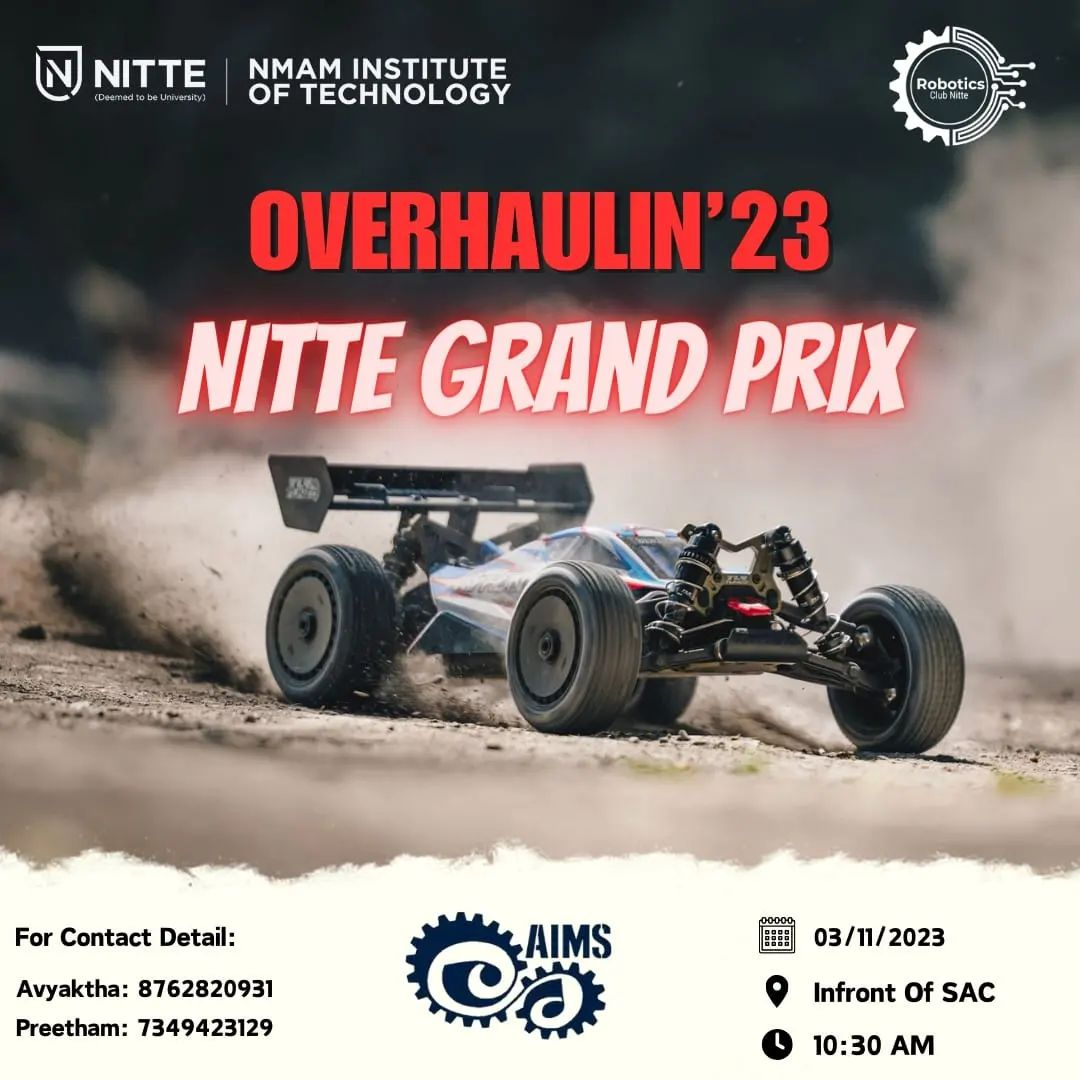 NITTE
(Deemed to be University)
NMAM INSTITUTE
OF TECHNOLOGY
Robotics
Club Nitte
OVERHAULIN'23
NITTE GRAND PRIX
For Contact Detail:
Avyaktha: 8762820931
Preetham: 7349423129
AIMS
03/11/2023
Infront Of SAC
10:30 AM